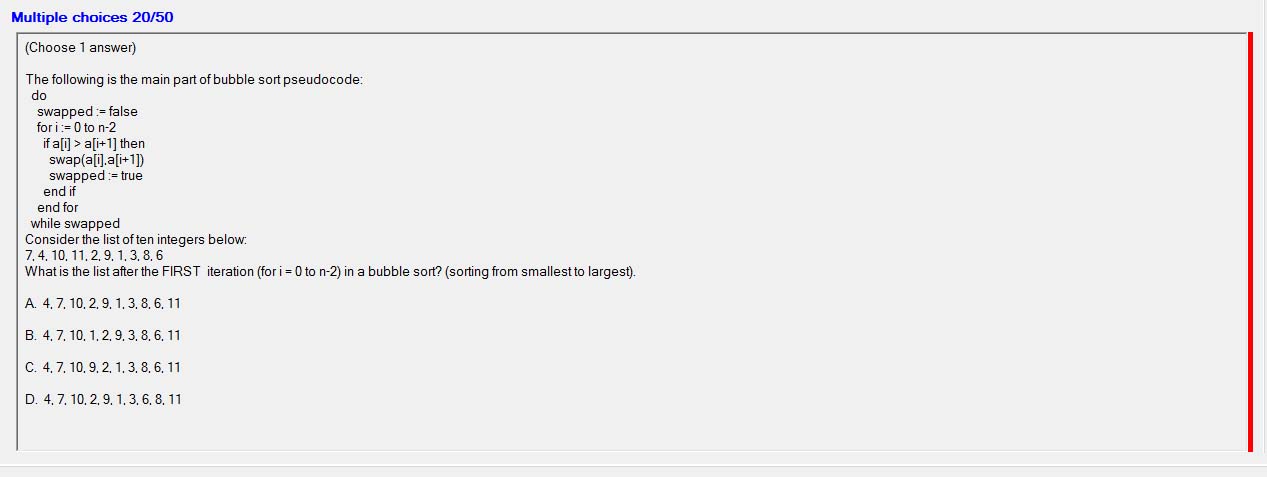 Multiple choices 20/50
(Choose 1 answer)
The following is the main part of bubble sort pseudocode:
do
swapped := false
for i := 0 to n-2
if a[i] > a[i+1] then
swap(a[i],a[i+1])
swapped := true
end if
end for
while swapped
Consider the list of ten integers below:
7, 4, 10, 11, 2, 9, 1, 3, 8, 6
What is the list after the FIRST iteration (for i = 0 to n-2) in a bubble sort? (sorting from smallest to largest).
A. 4, 7, 10, 2, 9, 1, 3, 8, 6, 11
B. 4, 7, 10, 1, 2, 9, 3, 8, 6, 11
C. 4, 7, 10, 9, 2, 1, 3, 8, 6, 11
D. 4, 7, 10, 2, 9, 1, 3, 6, 8, 11